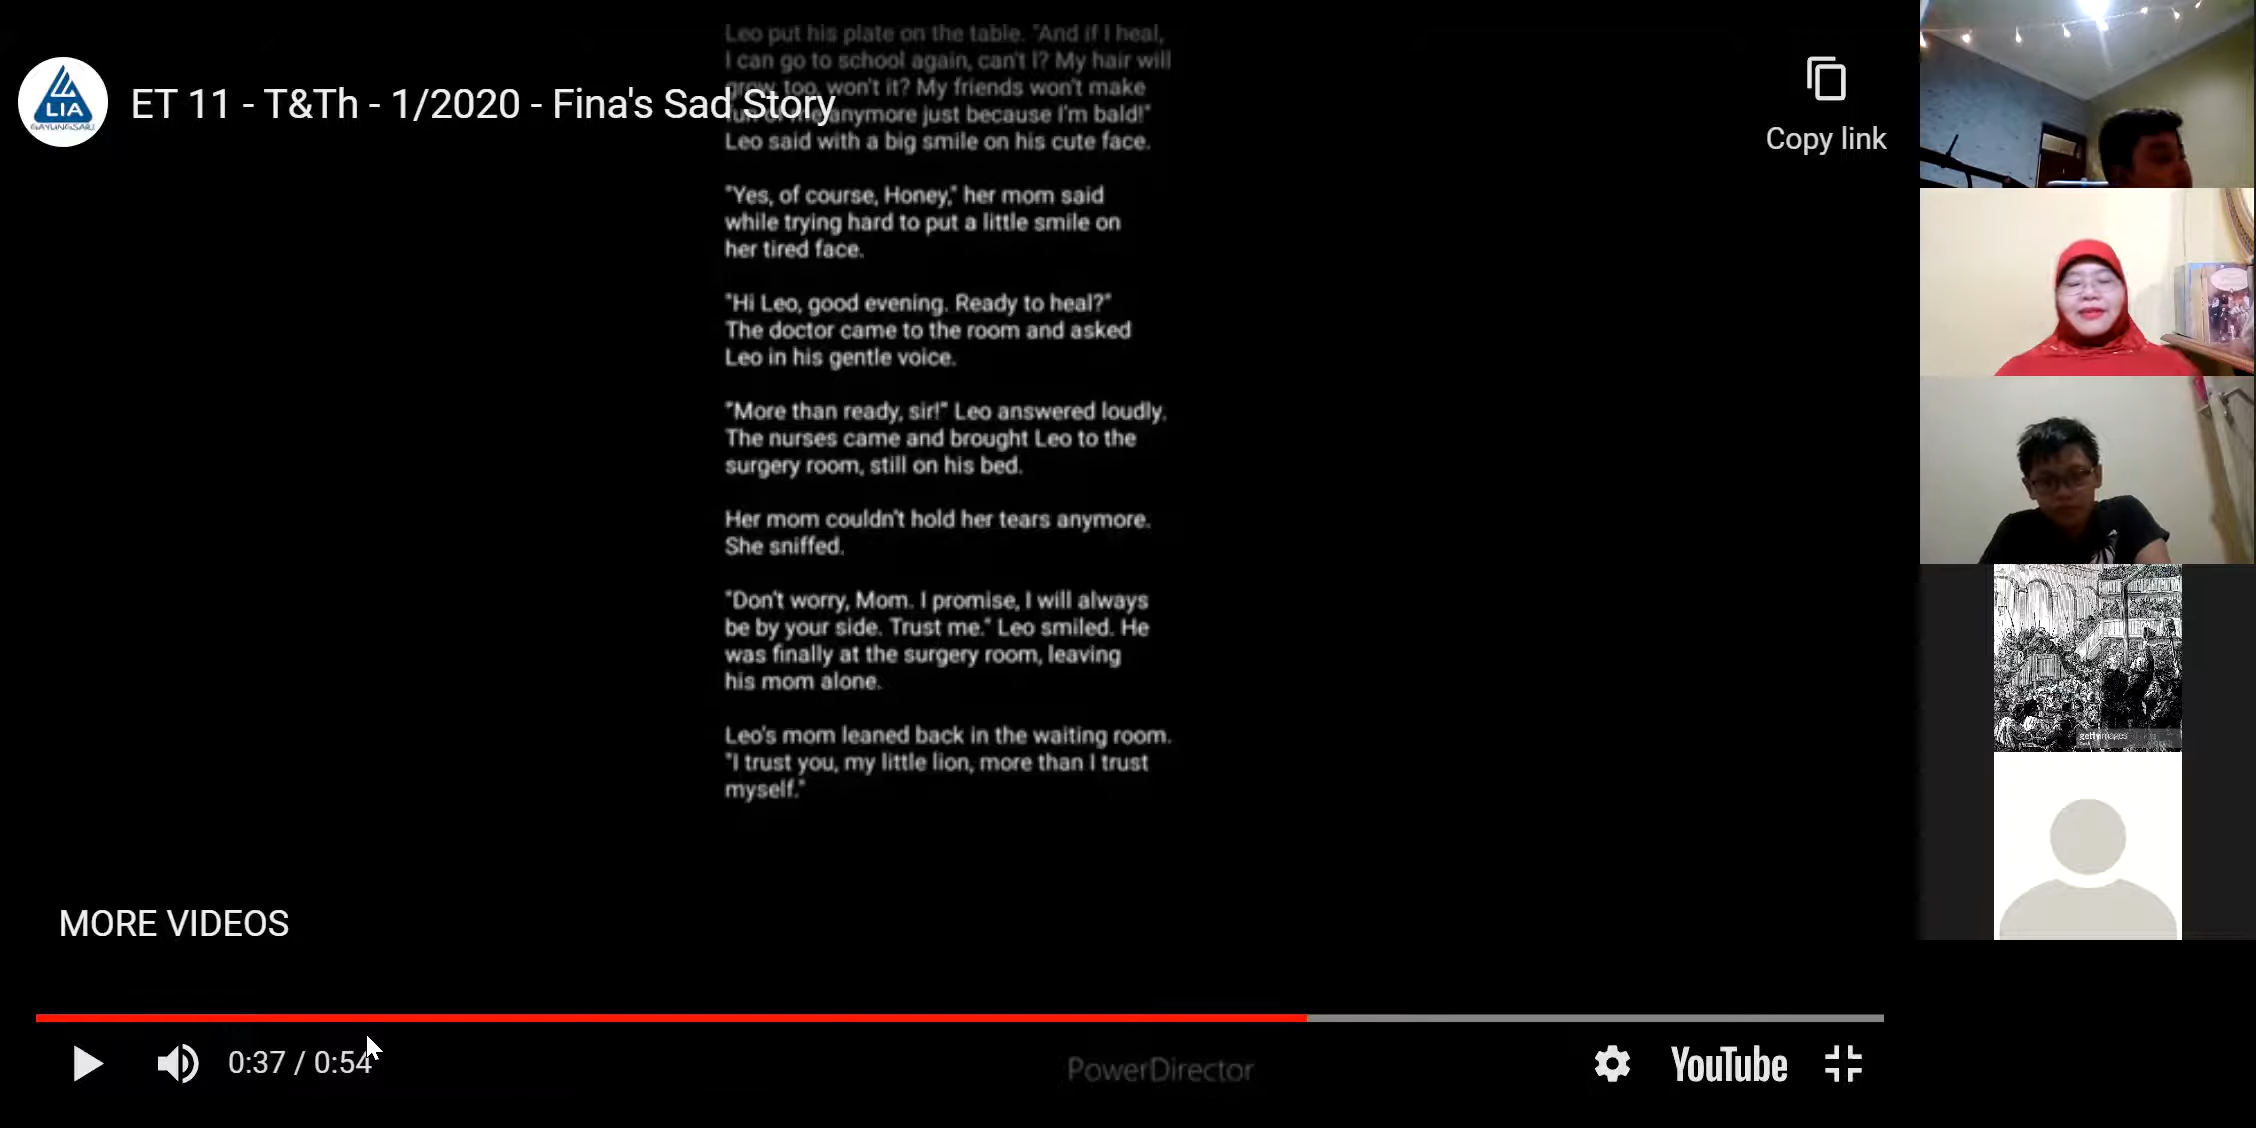 Leo put his plate on the table. "And if I heal,
I can go to school again, can't I? My hair will
grow too, won't it? My friends won't make
anymore just because I'm bald!"
Leo said with a big smile on his cute face.
LIA
GAYUNGSARI
ET 11 - T&Th - 1/2020 - Fina's Sad Story
Copy link
"Yes, of course, Honey," her mom said
while trying hard to put a little smile on
her tired face.
"Hi Leo, good evening. Ready to heal?"
The doctor came to the room and asked
Leo in his gentle voice.
"More than ready, sir!" Leo answered loudly.
The nurses came and brought Leo to the
surgery room, still on his bed.
Her mom couldn't hold her tears anymore.
She sniffed.
"Don't worry, Mom. I promise, I will always
be by your side. Trust me." Leo smiled. He
was finally at the surgery room, leaving
his mom alone.
Leo's mom leaned back in the waiting room.
"I trust you, my little lion, more than I trust
myself."
gettyimages
MORE VIDEOS
0:37 / 0:54
PowerDirector
YouTube